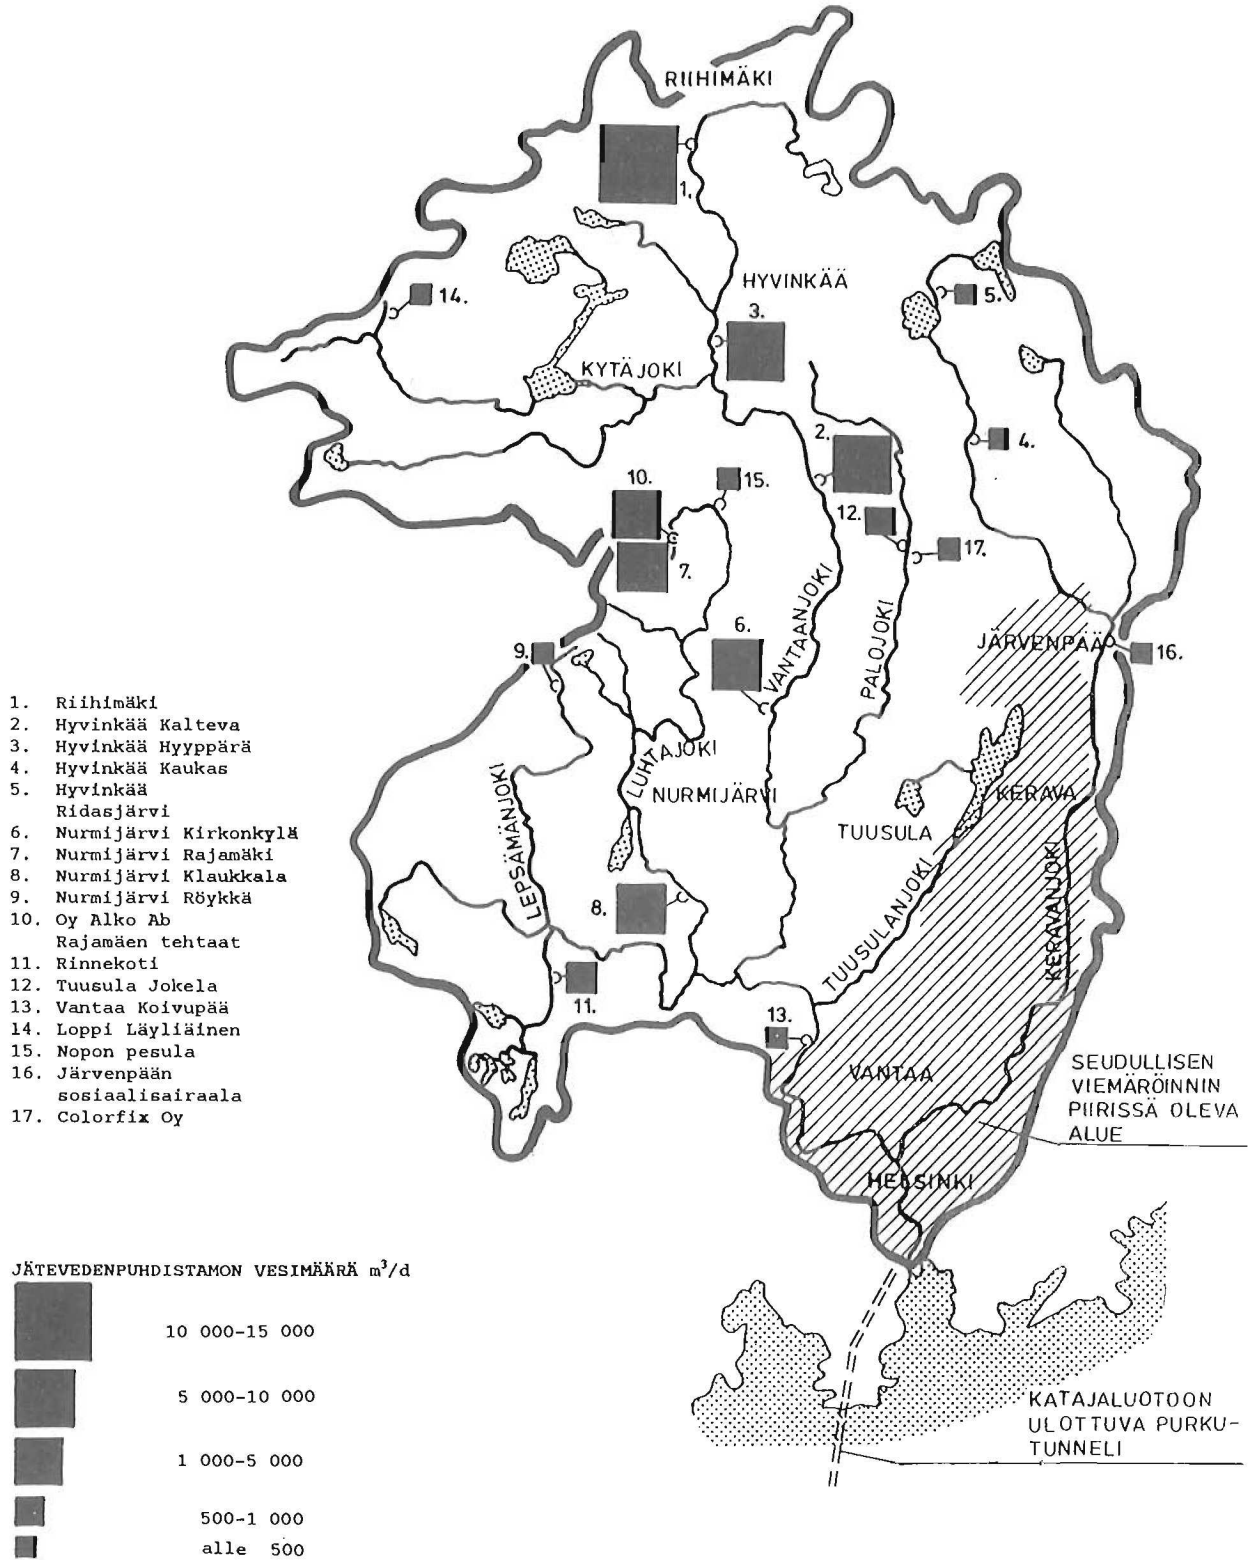 RIIHIMÄKI
1.
HYVINKÄÄ
14.
3.
5.
KYTÄJOKI
2.
4.
10.
15.
12.
17.
7.
VANTAANJOKI
PALOJOKI
6.
JÄRVENPÄÄ
9.
16.
LUHTAJOKI
LEPSÄMÄNJOKI
NURMIJÄRVI
KERAVA
TUUSULA
8.
TUUSULANJOKI
KERAVANJOKI
11.
13.
VANTAA
SEUDULLISEN
VIEMÄRÖINNIN
PIIRISSÄ OLEVA
ALUE
HELSINKI
KATAJALUOTOON
ULOTTUVA PURKU-
TUNNELI
1. Riihimäki
2. Hyvinkää Kalteva
3. Hyvinkää Hyyppärä
4. Hyvinkää Kaukas
5. Hyvinkää
Ridasjärvi
6. Nurmijärvi Kirkonkylä
7. Nurmijärvi Rajamäki
8. Nurmijärvi Klaukkala
9. Nurmijärvi Röykkä
10. Oy Alko Ab
Rajamäen tehtaat
11. Rinnekoti
12. Tuusula Jokela
13. Vantaa Koivupää
14. Loppi Läyliäinen
15. Nopon pesula
16. Järvenpään
sosiaalisairaala
17. Colorfix Oy
JÄTEVEDENPUHDISTAMON VESIMÄÄRÄ m³/d
10 000-15 000
5 000-10 000
1 000-5 000
500-1 000
alle 500